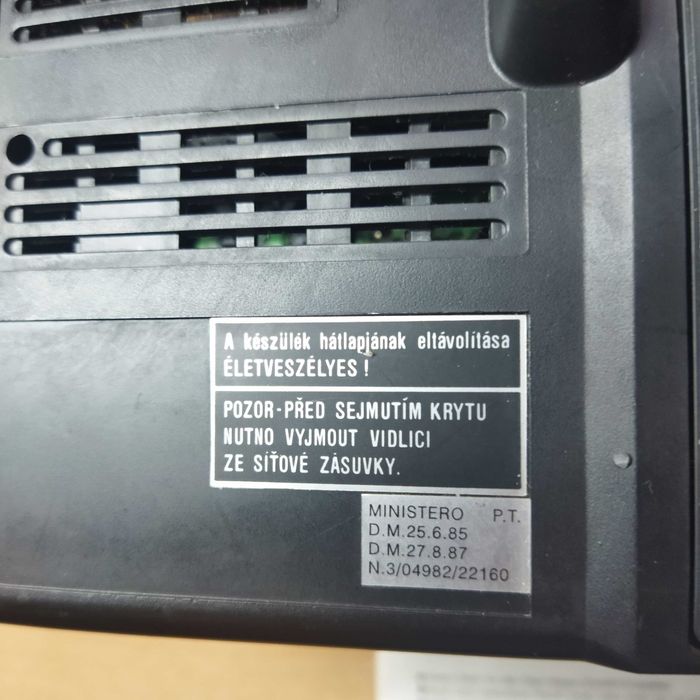 A készülék hátlapjának eltávolítása
ÉLETVESZÉLYES !
POZOR-PŘED SEJMUTÍM KRYTU
NUTNO VYJMOUT VIDLICI
ZE SÍŤOVÉ ZÁSUVKY.
MINISTERO P.T.
D.M.25.6.85
D.M.27.8.87
N.3/04982/22160